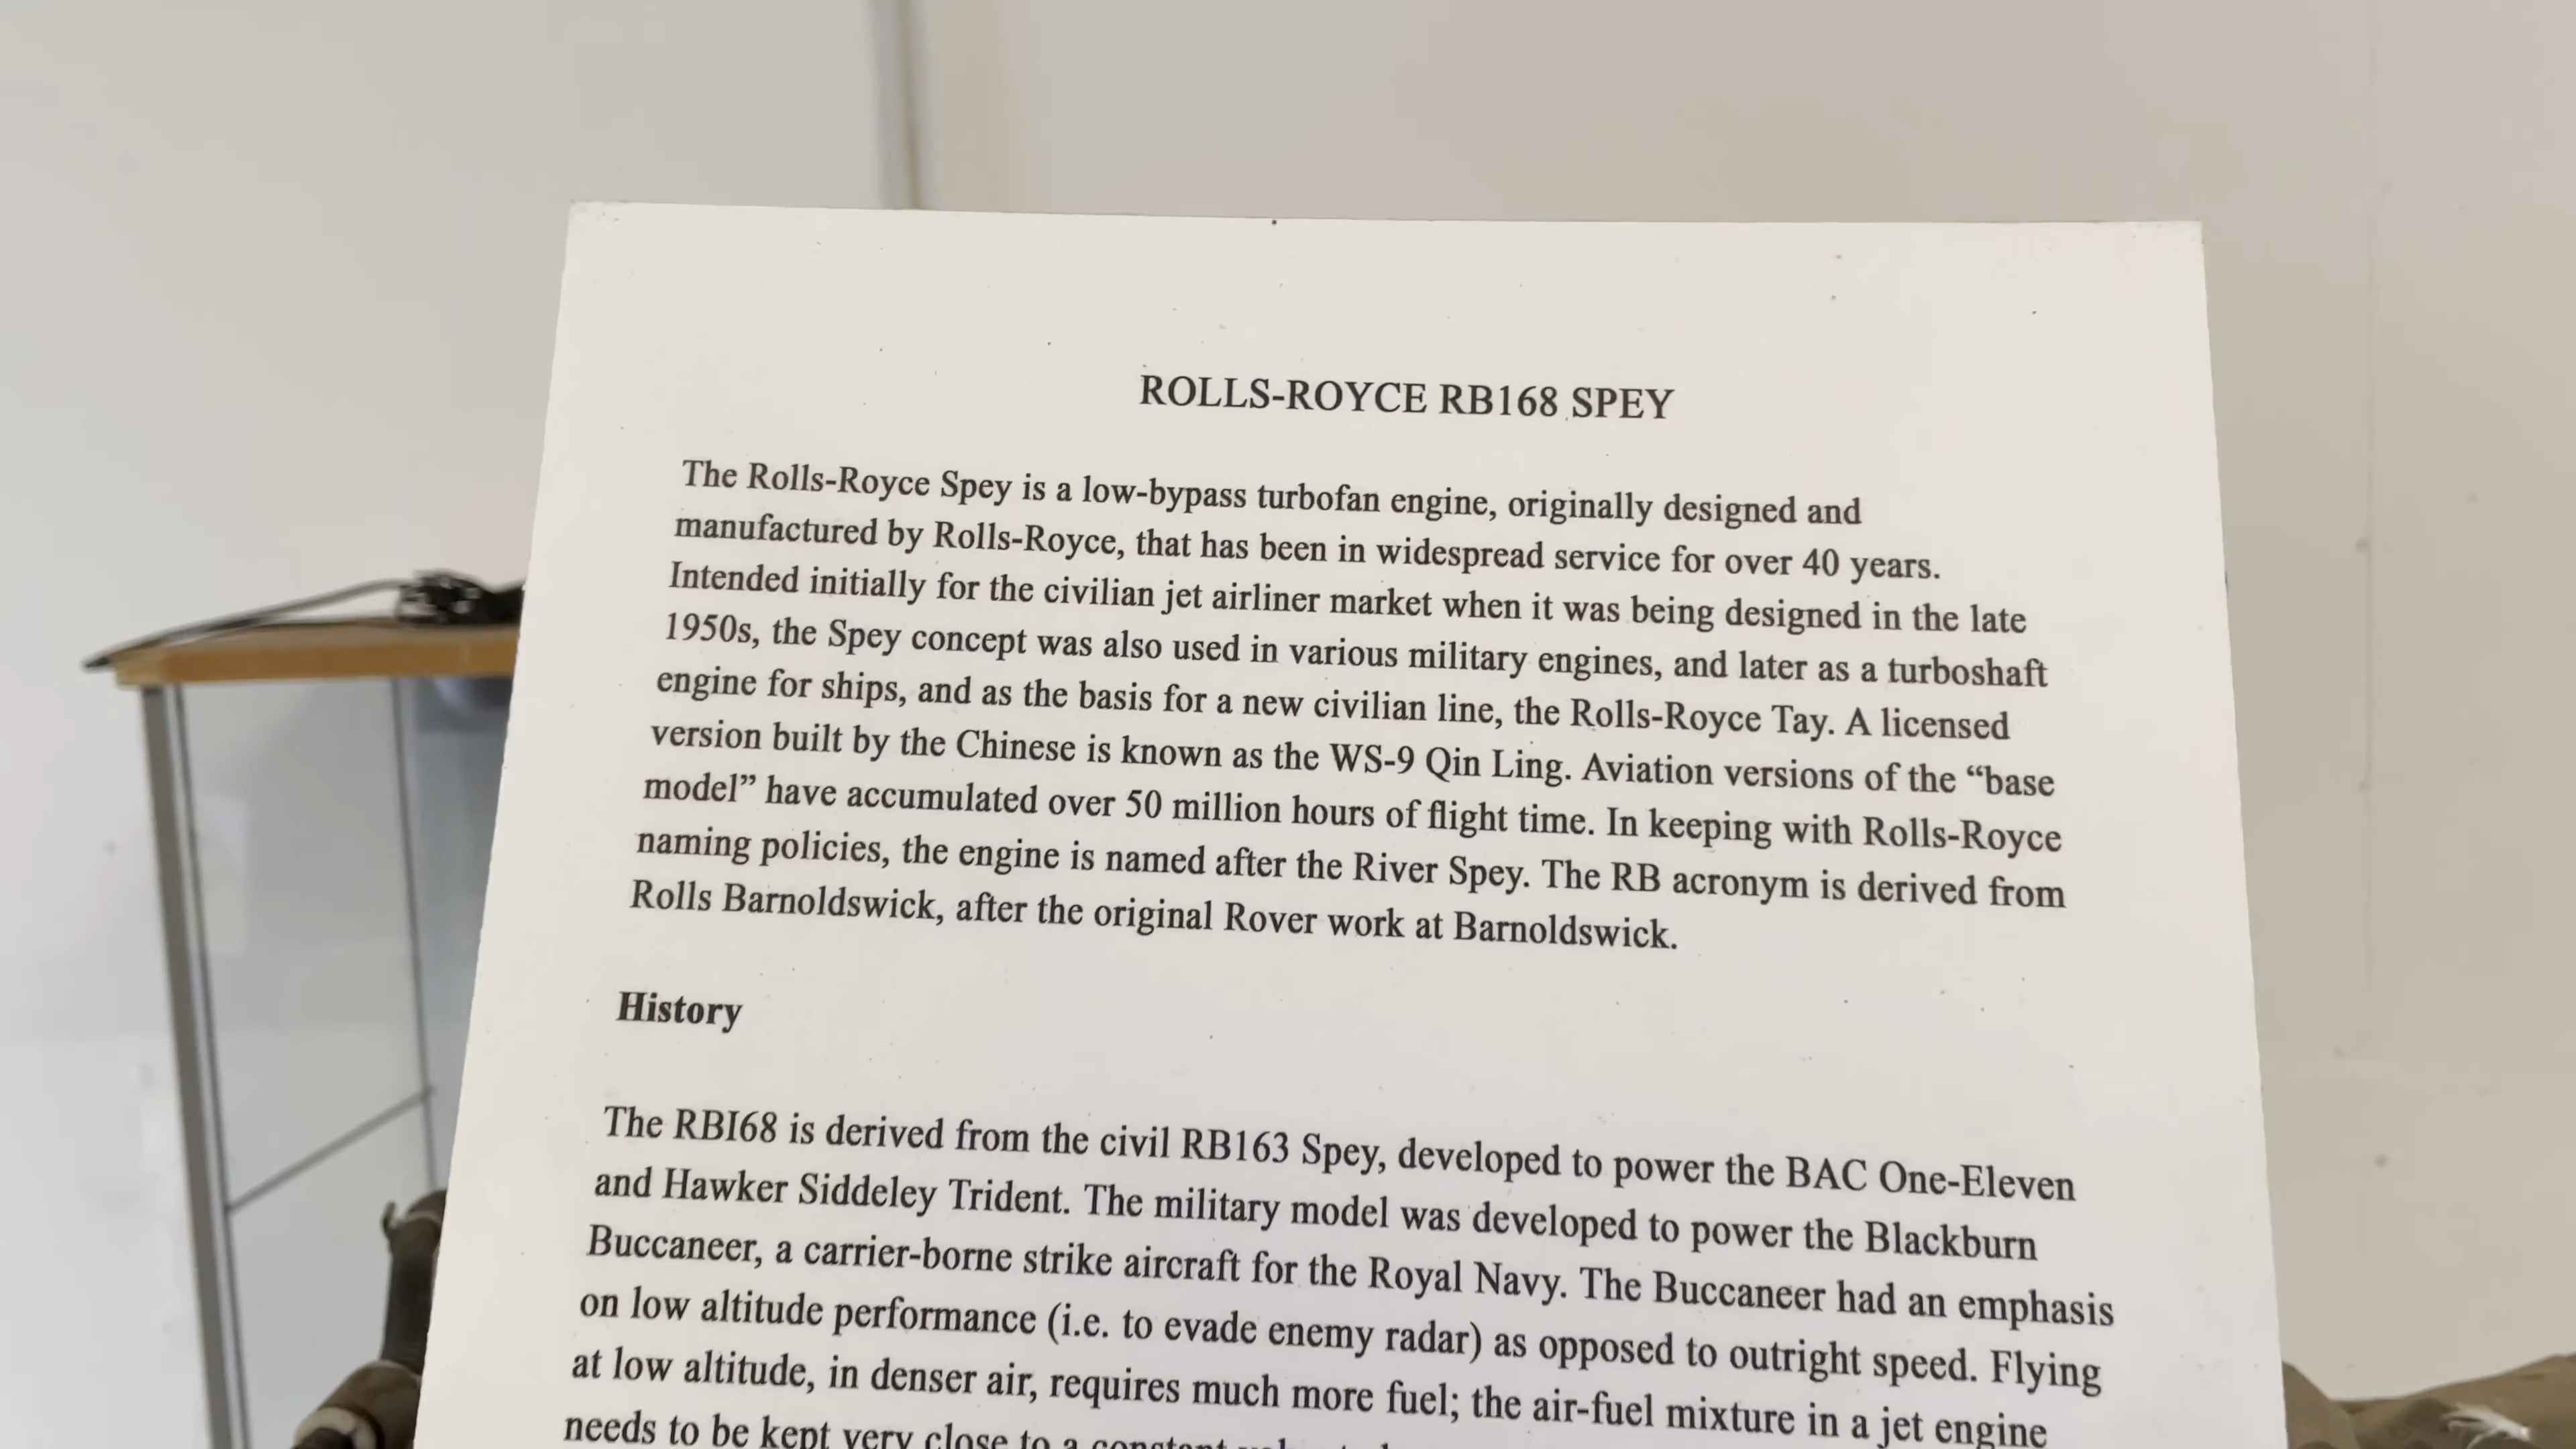 ROLLS-ROYCE RB168 SPEY
The Rolls-Royce Spey is a low-bypass turbofan engine, originally designed and
manufactured by Rolls-Royce, that has been in widespread service for over 40 years.
Intended initially for the civilian jet airliner market when it was being designed in the late
1950s, the Spey concept was also used in various military engines, and later as a turboshaft
engine for ships, and as the basis for a new civilian line, the Rolls-Royce Tay. A licensed
version built by the Chinese is known as the WS-9 Qin Ling. Aviation versions of the “base
model” have accumulated over 50 million hours of flight time. In keeping with Rolls-Royce
naming policies, the engine is named after the River Spey. The RB acronym is derived from
Rolls Barnoldswick, after the original Rover work at Barnoldswick.
History
The RBI68 is derived from the civil RB163 Spey, developed to power the BAC One-Eleven
and Hawker Siddeley Trident. The military model was developed to power the Blackburn
Buccaneer, a carrier-borne strike aircraft for the Royal Navy. The Buccaneer had an emphasis
on low altitude performance (i.e. to evade enemy radar) as opposed to outright speed. Flying
at low altitude, in denser air, requires much more fuel; the air-fuel mixture in a jet engine
needs to be kept very close to a constant